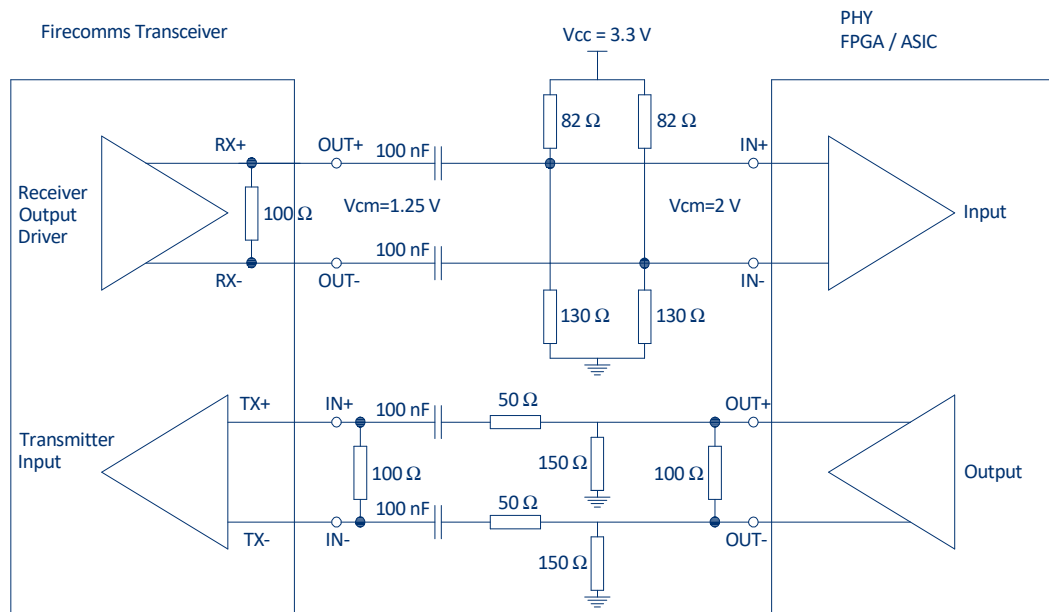 Firecomms Transceiver
Vcc = 3.3 V
PHY
FPGA / ASIC
82 Ω
82 Ω
RX+
OUT+
100 nF
IN+
Receiver
Output
Driver
100 Ω
Vcm=1.25 V
Vcm=2 V
Input
100 nF
RX-
OUT-
IN-
130 Ω
130 Ω
TX+
IN+
100 nF
50 Ω
OUT+
Transmitter
Input
100 Ω
150 Ω
100 Ω
Output
100 nF
50 Ω
TX-
IN-
OUT-
150 Ω